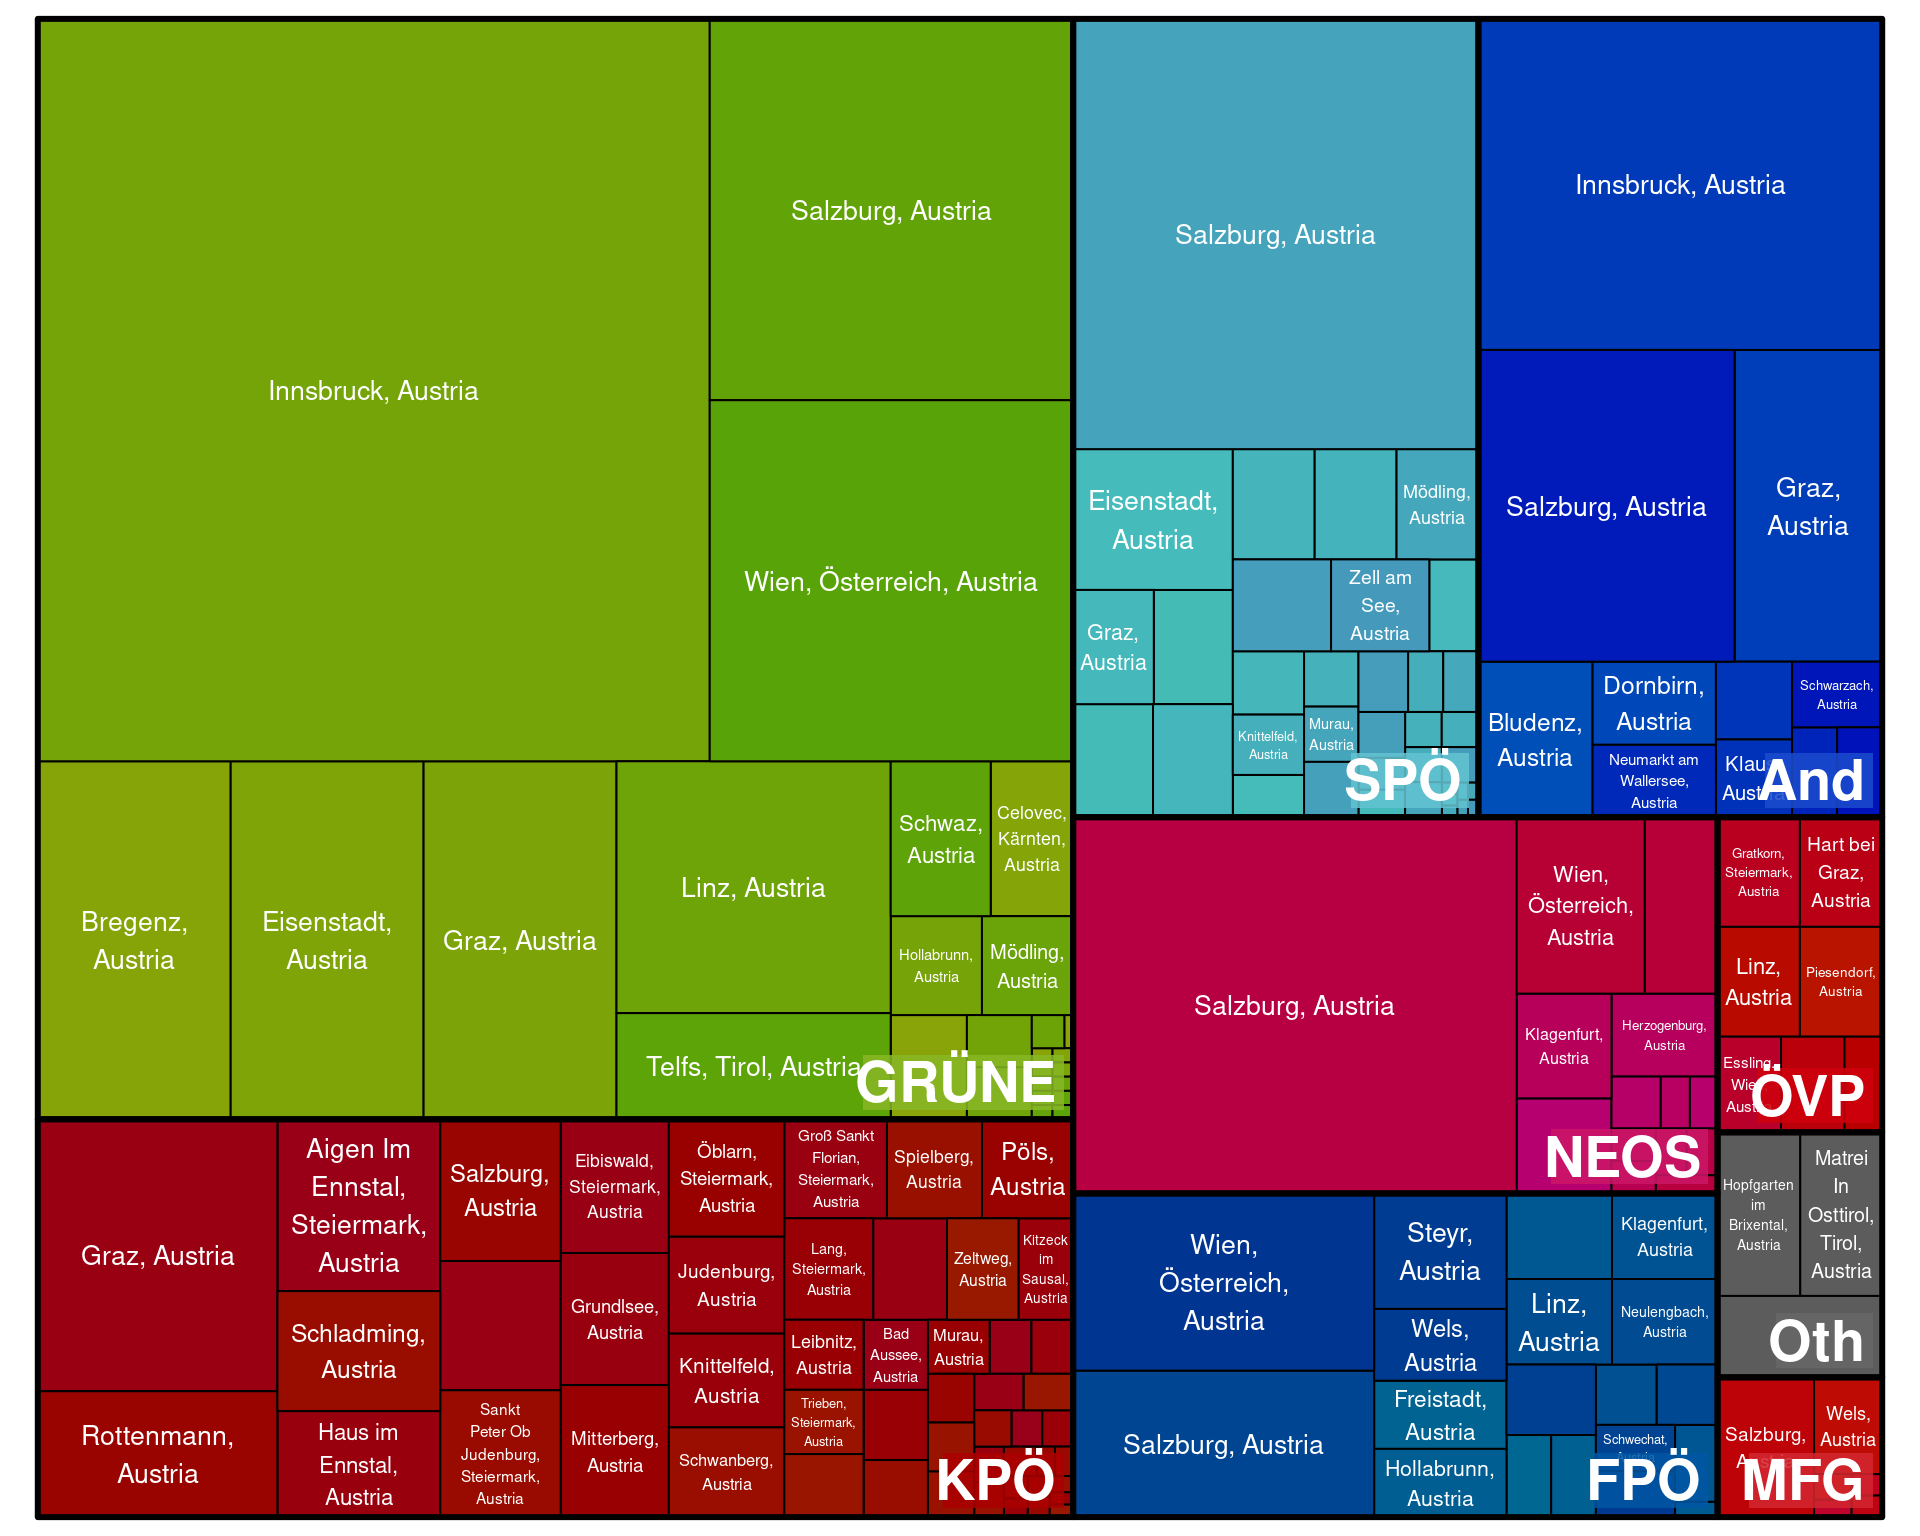 Innsbruck, Austria
Salzburg, Austria
Wien, Österreich, Austria
Bregenz,
Austria
Eisenstadt,
Austria
Graz, Austria
Linz, Austria
Telfs, Tirol, Austria
Schwaz,
Austria
Celovec,
Kärnten,
Austria
Hollabrunn,
Austria
Mödling,
Austria
GRÜNE
Graz, Austria
Rottenmann,
Austria
Aigen Im
Ennstal,
Steiermark,
Austria
Schladming,
Austria
Haus im
Ennstal,
Austria
Salzburg,
Austria
Sankt
Peter Ob
Judenburg,
Steiermark,
Austria
Eibiswald,
Steiermark,
Austria
Grundlsee,
Austria
Mitterberg,
Austria
Öblarn,
Steiermark,
Austria
Judenburg,
Austria
Knittelfeld,
Austria
Schwanberg,
Austria
Groß Sankt
Florian,
Steiermark,
Austria
Spielberg,
Austria
Pöls,
Austria
Lang,
Steiermark,
Austria
Zeltweg,
Austria
Kitzeck
im
Sausal,
Austria
Leibnitz,
Austria
Bad
Aussee,
Austria
Murau,
Austria
Trieben,
Steiermark,
Austria
KPÖ
Salzburg, Austria
Eisenstadt,
Austria
Mödling,
Austria
Zell am
See,
Austria
Graz,
Austria
Knittelfeld,
Austria
Murau,
Austria
SPÖ
Innsbruck, Austria
Salzburg, Austria
Graz,
Austria
Bludenz,
Austria
Dornbirn,
Austria
Neumarkt am
Wallersee,
Austria
Schwarzach,
Austria
Klaus,
Austria
And
Salzburg, Austria
Wien,
Österreich,
Austria
Klagenfurt,
Austria
Herzogenburg,
Austria
NEOS
Gratkorn,
Steiermark,
Austria
Hart bei
Graz,
Austria
Linz,
Austria
Piesendorf,
Austria
Essling,
Wien,
Austria
ÖVP
Wien,
Österreich,
Austria
Salzburg, Austria
Steyr,
Austria
Wels,
Austria
Freistadt,
Austria
Hollabrunn,
Austria
Klagenfurt,
Austria
Linz,
Austria
Neulengbach,
Austria
Schwechat,
Austria
FPÖ
Hopfgarten
im
Brixental,
Austria
Matrei
In
Osttirol,
Tirol,
Austria
Oth
Salzburg,
Austria
Wels,
Austria
MFG